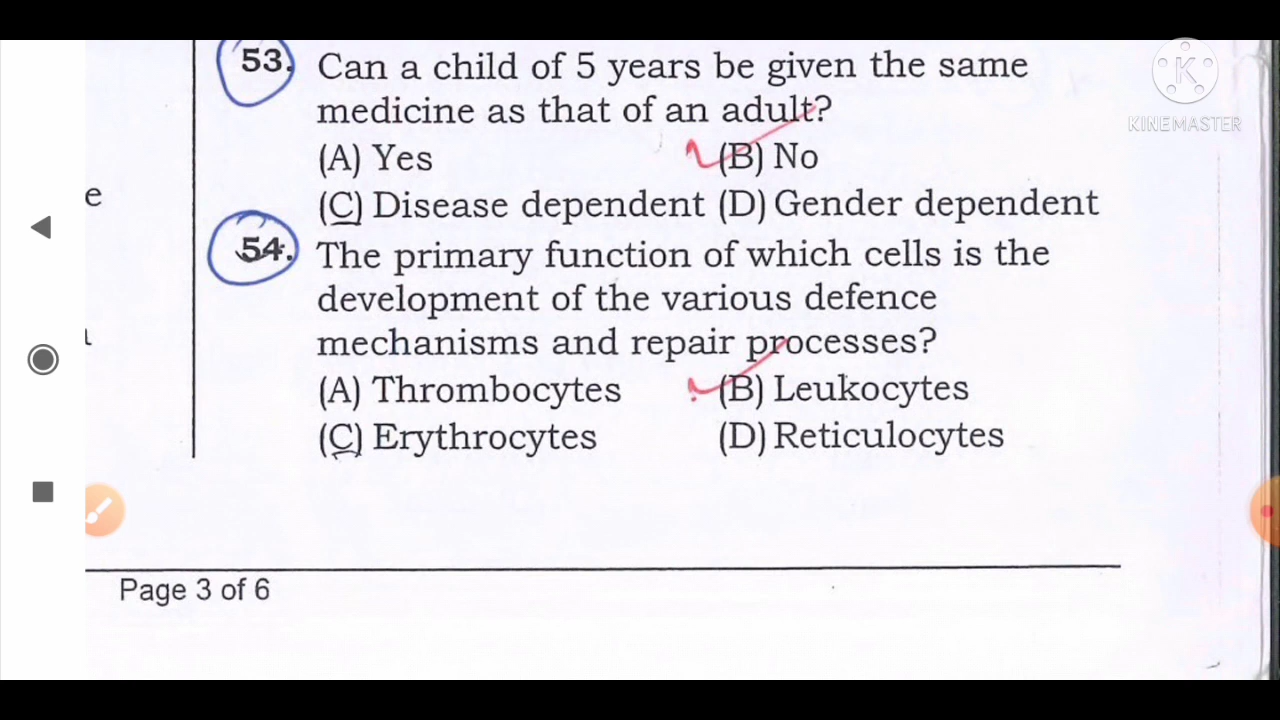 53. Can a child of 5 years be given the same
medicine as that of an adult?
(A) Yes (B) No
(C) Disease dependent (D) Gender dependent
54. The primary function of which cells is the
development of the various defence
mechanisms and repair processes?
(A) Thrombocytes (B) Leukocytes
(C) Erythrocytes (D) Reticulocytes
Page 3 of 6
e
K
KINEMASTER